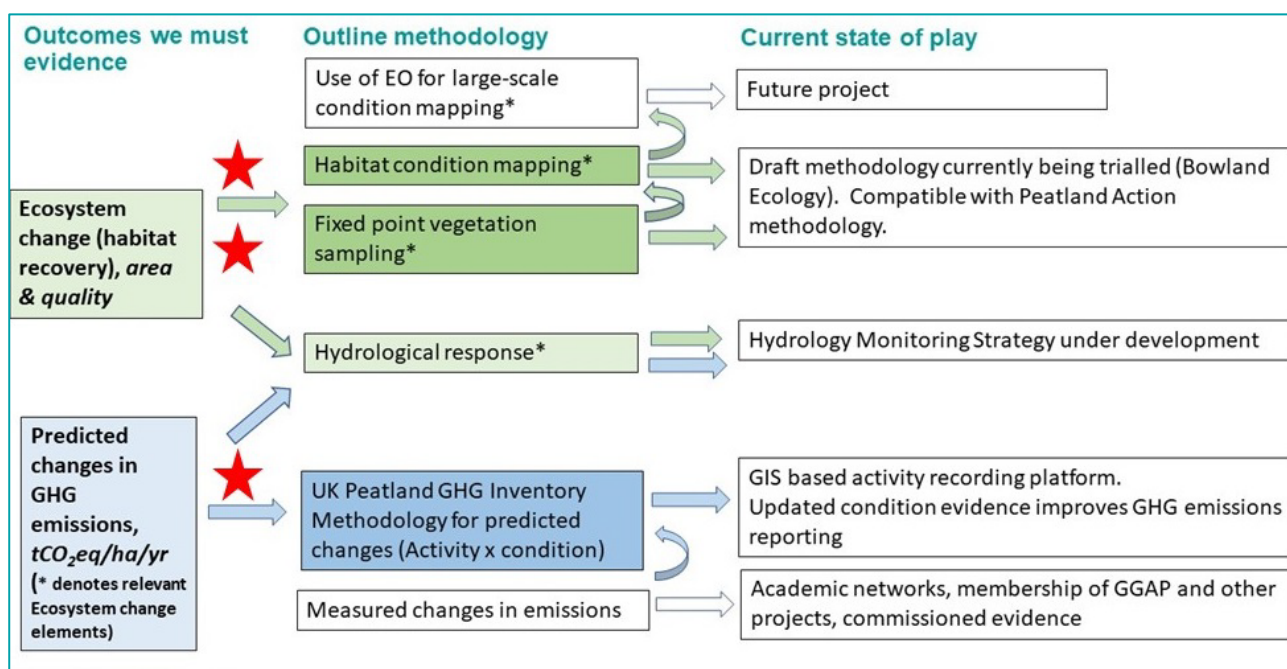 Outcomes we must
evidence
Outline methodology
Current state of play
Use of EO for large-scale
condition mapping*
Future project
Habitat condition mapping*
Draft methodology currently being trialled (Bowland
Ecology).  Compatible with Peatland Action
methodology.
Ecosystem
change (habitat
recovery), area
& quality
Fixed point vegetation
sampling*
Hydrological response*
Hydrology Monitoring Strategy under development
Predicted
changes in
GHG
emissions,
tCO₂eq/ha/yr
(* denotes relevant
Ecosystem change
elements)
UK Peatland GHG Inventory
Methodology for predicted
changes (Activity x condition)
GIS based activity recording platform.
Updated condition evidence improves GHG emissions
reporting
Measured changes in emissions
Academic networks, membership of GGAP and other
projects, commissioned evidence